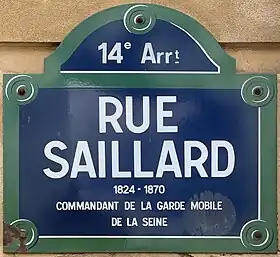 14e Arrt
RUE
SAILLARD
1824 - 1870
COMMANDANT DE LA GARDE MOBILE
DE LA SEINE